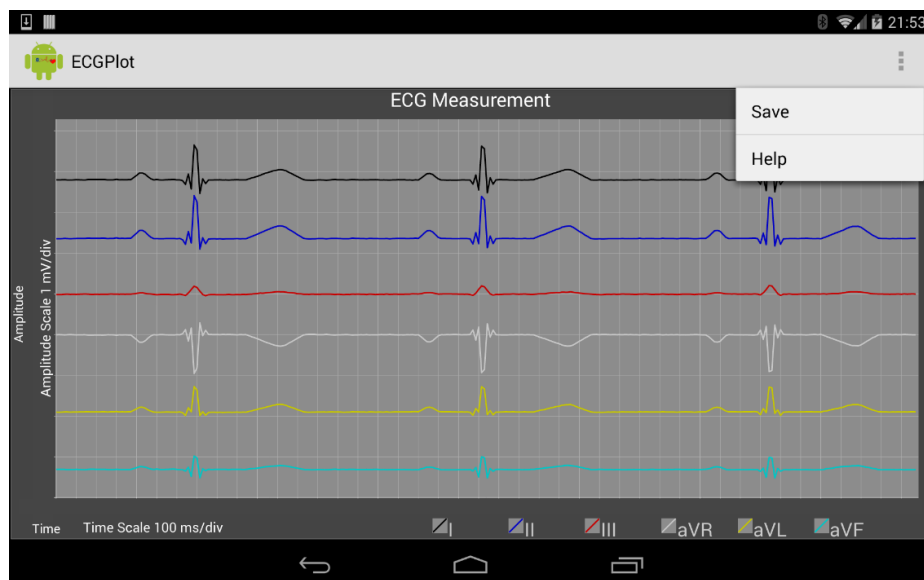 21:53
ECGPlot
ECG Measurement
Save
Help
Amplitude
Amplitude Scale 1 mV/div
Time
Time Scale 100 ms/div
I
II
III
aVR
aVL
aVF